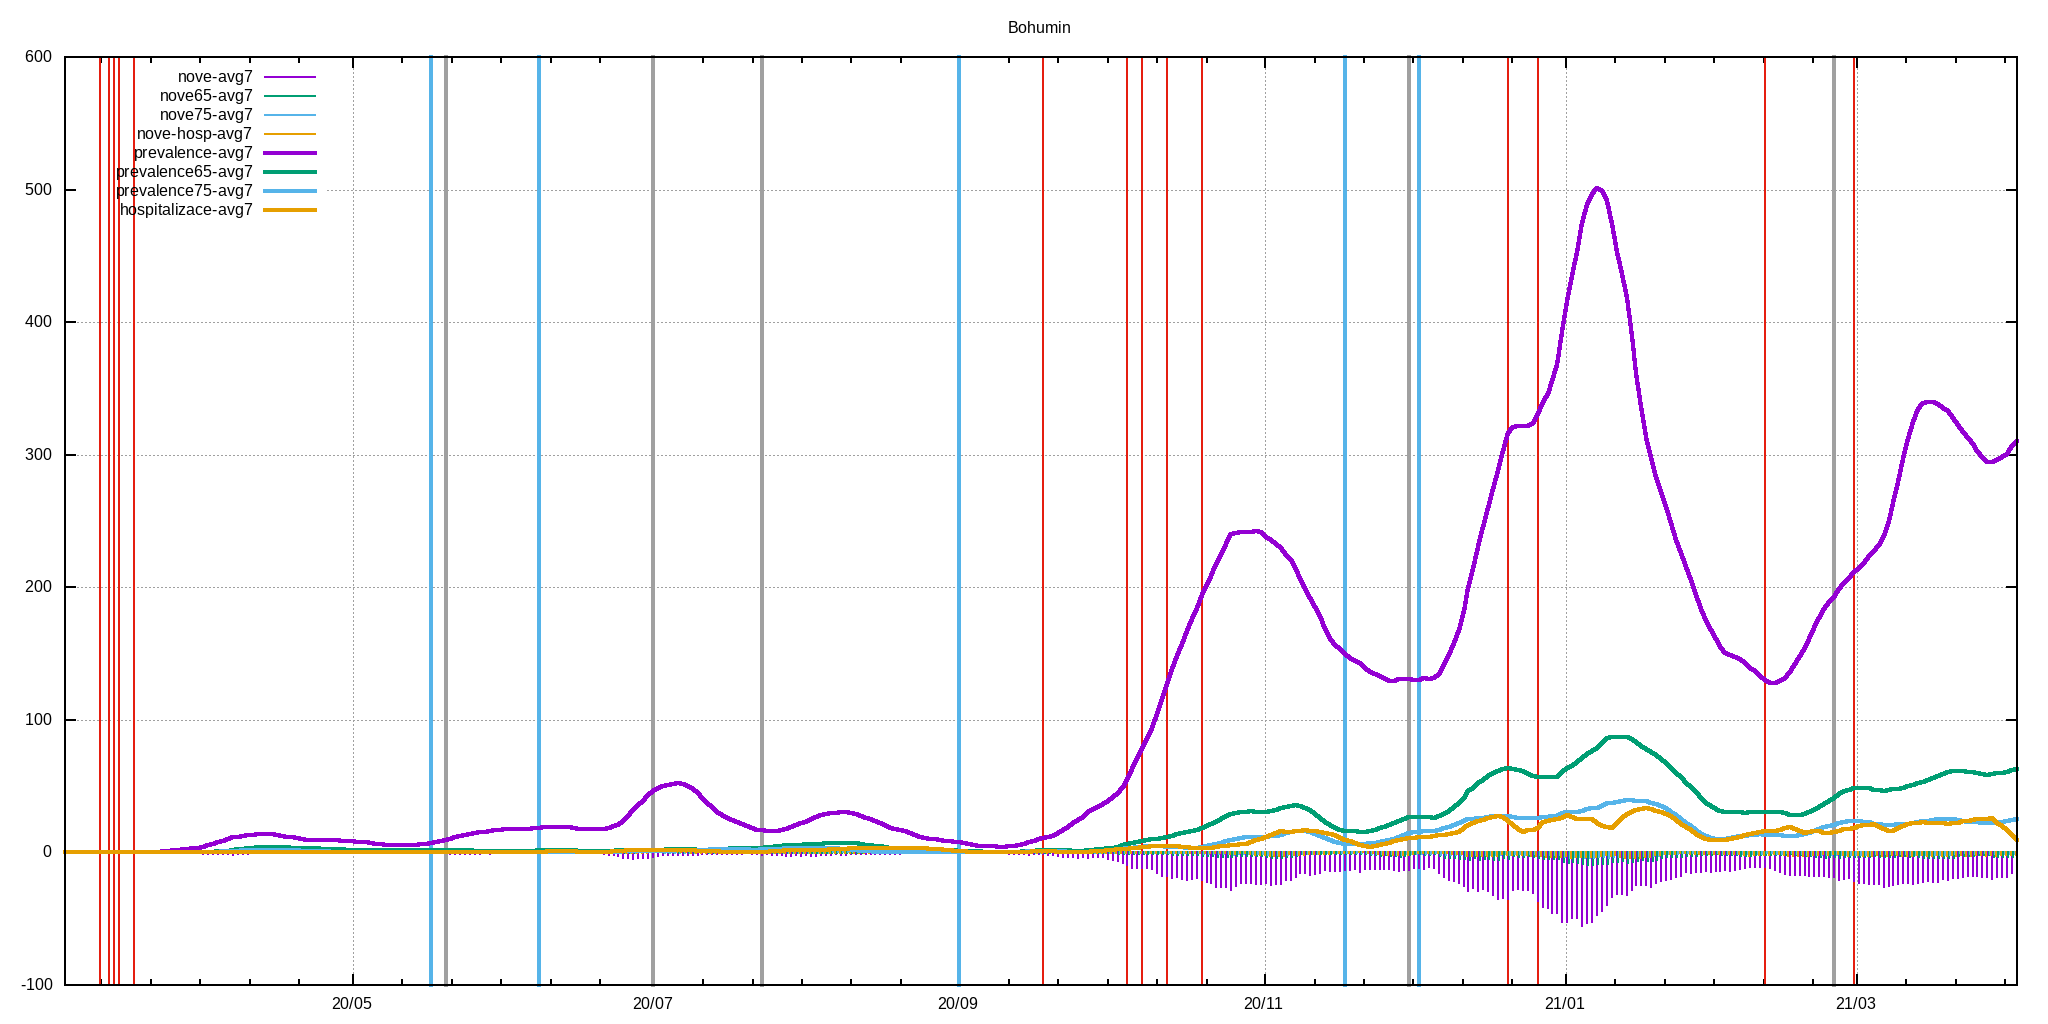 Bohumin
600
nove-avg7
nove65-avg7
nove75-avg7
nove-hosp-avg7
prevalence-avg7
prevalence65-avg7
500
prevalence75-avg7
hospitalizace-avg7
400
300
200
100
0
-100
20/05 20/07 20/09 20/11 21/01 21/03